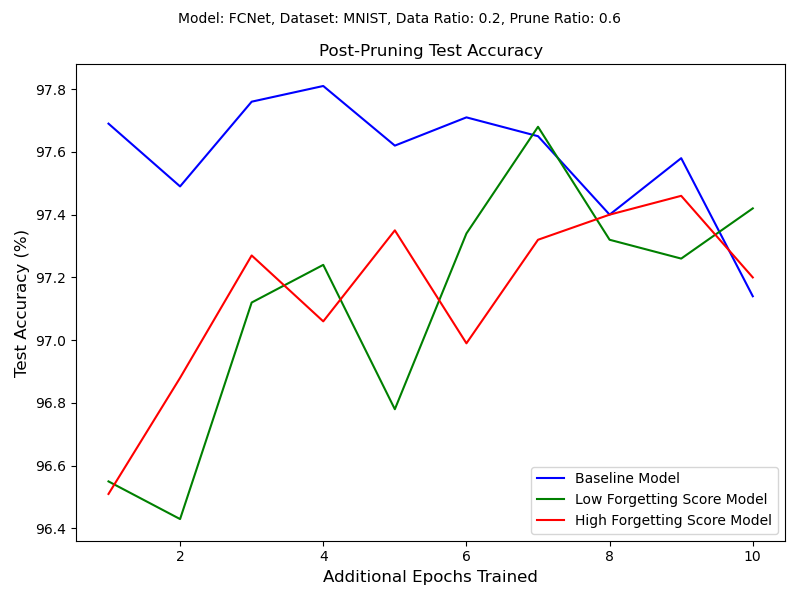 Model: FCNet, Dataset: MNIST, Data Ratio: 0.2, Prune Ratio: 0.6
Post-Pruning Test Accuracy
97.8
97.6
97.4
97.2
97.0
96.8
96.6
96.4
Test Accuracy (%)
Baseline Model
Low Forgetting Score Model
High Forgetting Score Model
2 4 6 8 10
Additional Epochs Trained